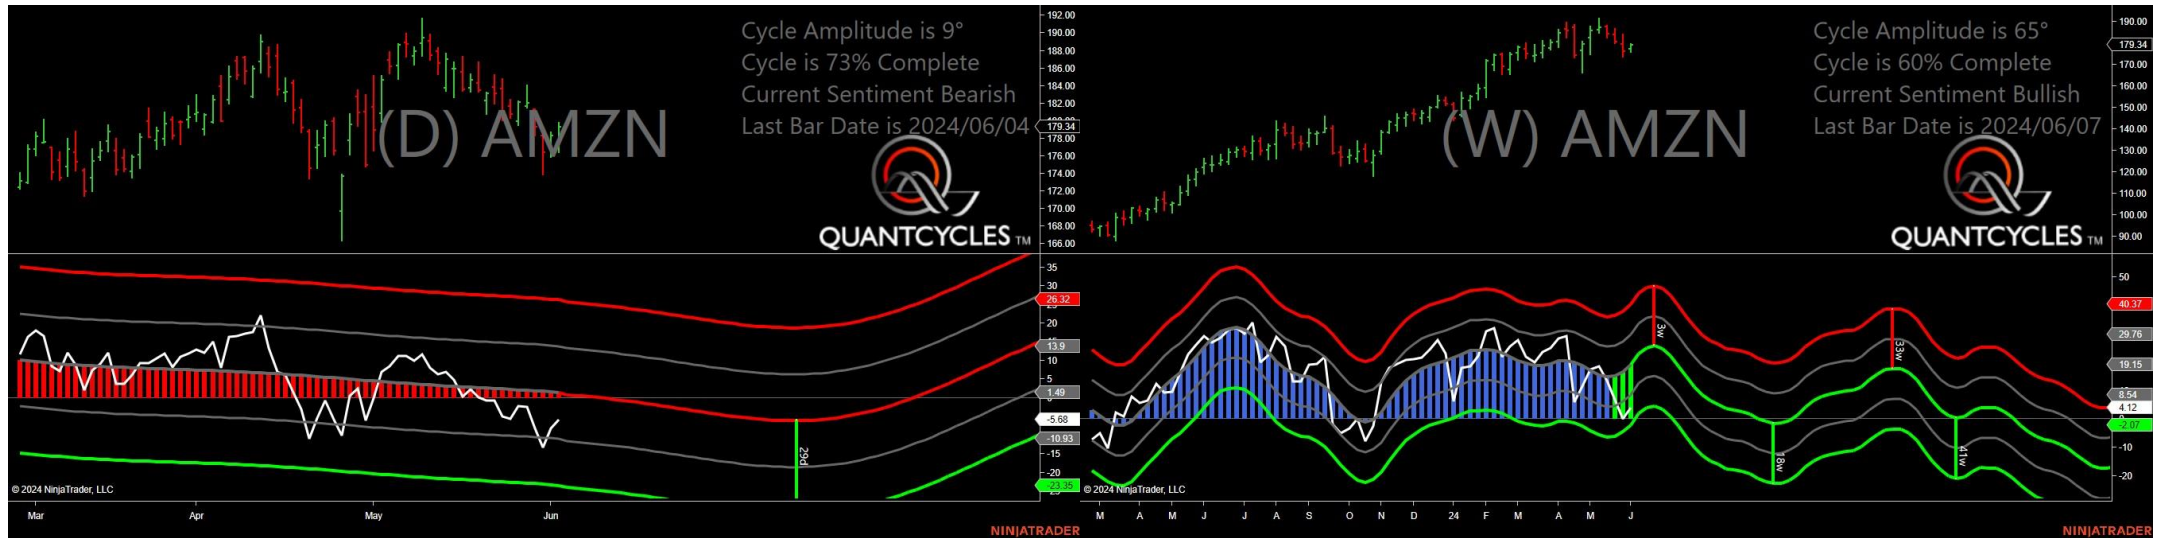 Cycle Amplitude is 9°
Cycle is 73% Complete
Current Sentiment Bearish
Last Bar Date is 2024/06/04
(D) AMZN
QUANTCYCLES TM
192.00
190.00
188.00
186.00
184.00
182.00
179.34
178.00
176.00
174.00
172.00
170.00
168.00
166.00
35
30
26.32
20
13.9
10
5
1.49
-5.68
-10.93
-15
-20
-23.35
29d
© 2024 NinjaTrader, LLC
Mar Apr May Jun
NINJATRADER
Cycle Amplitude is 65°
Cycle is 60% Complete
Current Sentiment Bullish
Last Bar Date is 2024/06/07
(W) AMZN
QUANTCYCLES TM
190.00
179.34
170.00
160.00
150.00
140.00
130.00
120.00
110.00
100.00
90.00
50
40.37
29.76
19.15
8.54
4.12
-2.07
-10
-20
3w
18w
33w
41w
© 2024 NinjaTrader, LLC
M A M J J A S O N D 24 F M A M J
NINJATRADER